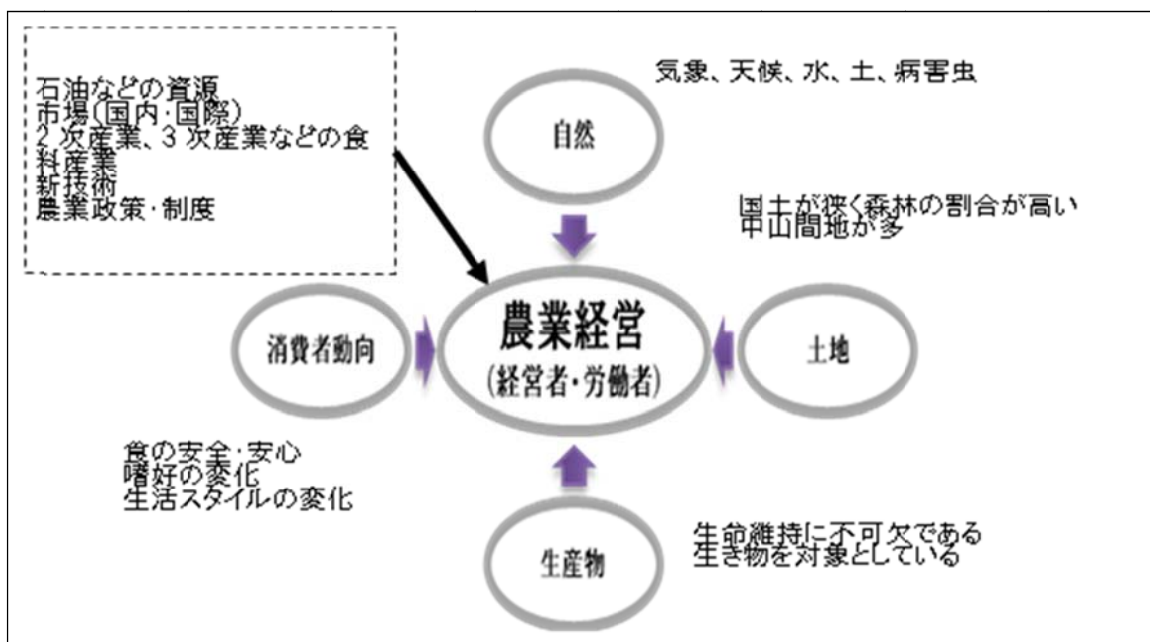 石油などの資源
市場(国内・国際)
2次産業、3次産業などの食
料産業
新技術
農業政策・制度
気象、天候、水、土、病害虫
自然
国土が狭く森林の割合が高い
中山間地が多
消費者動向
農業経営
(経営者・労働者)
土地
食の安全・安心
嗜好の変化
生活スタイルの変化
生産物
生命維持に不可欠である
生き物を対象としている